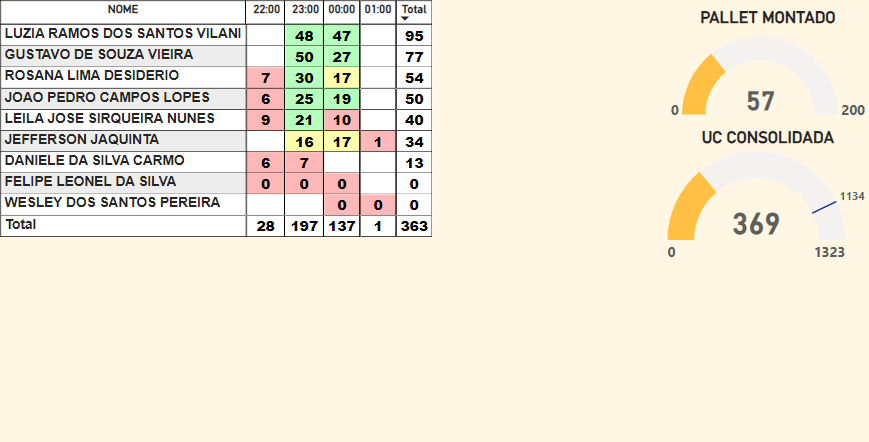 NOME 22:00 23:00 00:00 01:00 Total
LUZIA RAMOS DOS SANTOS VILANI 48 47 95
GUSTAVO DE SOUZA VIEIRA 50 27 77
ROSANA LIMA DESIDERIO 7 30 17 54
JOAO PEDRO CAMPOS LOPES 6 25 19 50
LEILA JOSE SIRQUEIRA NUNES 9 21 10 40
JEFFERSON JAQUINTA 16 17 1 34
DANIELE DA SILVA CARMO 6 7 13
FELIPE LEONEL DA SILVA 0 0 0 0
WESLEY DOS SANTOS PEREIRA 0 0 0
Total 28 197 137 1 363
PALLET MONTADO
57
0 200
UC CONSOLIDADA
1134
369
0 1323